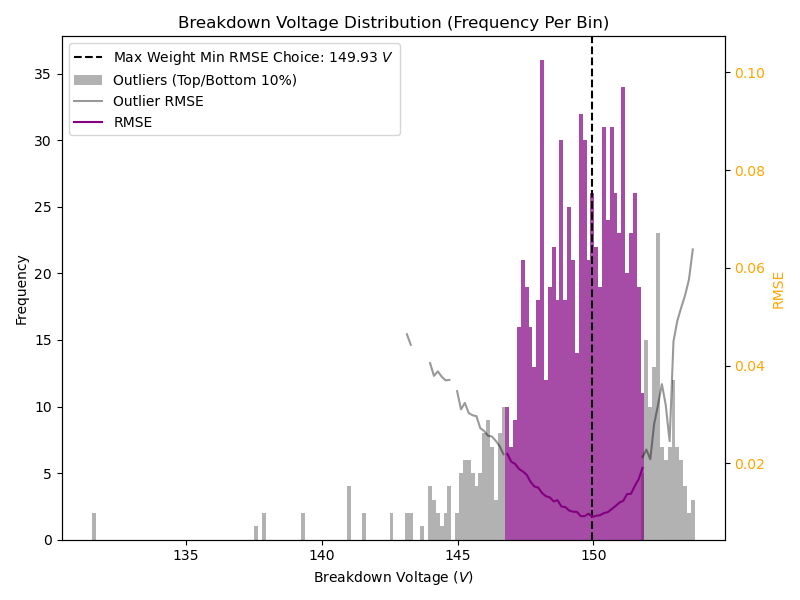 Breakdown Voltage Distribution (Frequency Per Bin)
Max Weight Min RMSE Choice: 149.93 V
Outliers (Top/Bottom 10%)
Outlier RMSE
RMSE
35
30
25
20
15
10
5
0
Frequency
0.10
0.08
0.06
0.04
0.02
RMSE
135
140
145
150
Breakdown Voltage (V)